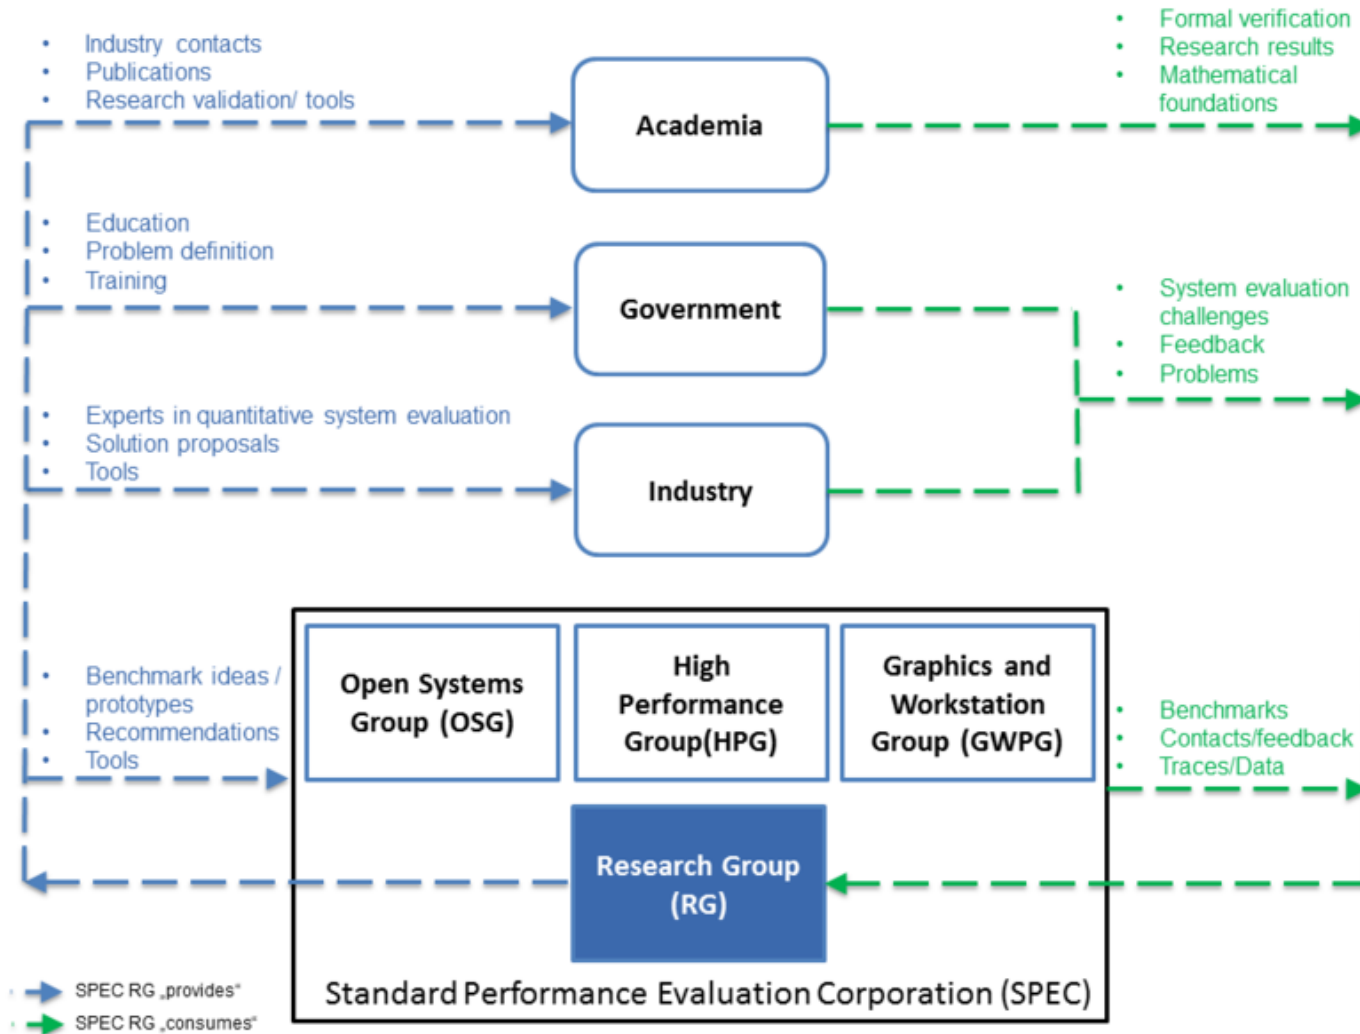 • Industry contacts
• Publications
• Research validation/ tools
Academia
• Formal verification
• Research results
• Mathematical
foundations
• Education
• Problem definition
• Training
Government
• System evaluation
challenges
• Feedback
• Problems
• Experts in quantitative system evaluation
• Solution proposals
• Tools
Industry
• Benchmark ideas /
prototypes
• Recommendations
• Tools
Open Systems
Group (OSG)
High
Performance
Group(HPG)
Graphics and
Workstation
Group (GWPG)
• Benchmarks
• Contacts/feedback
• Traces/Data
Research Group
(RG)
Standard Performance Evaluation Corporation (SPEC)
SPEC RG „provides“
SPEC RG „consumes“